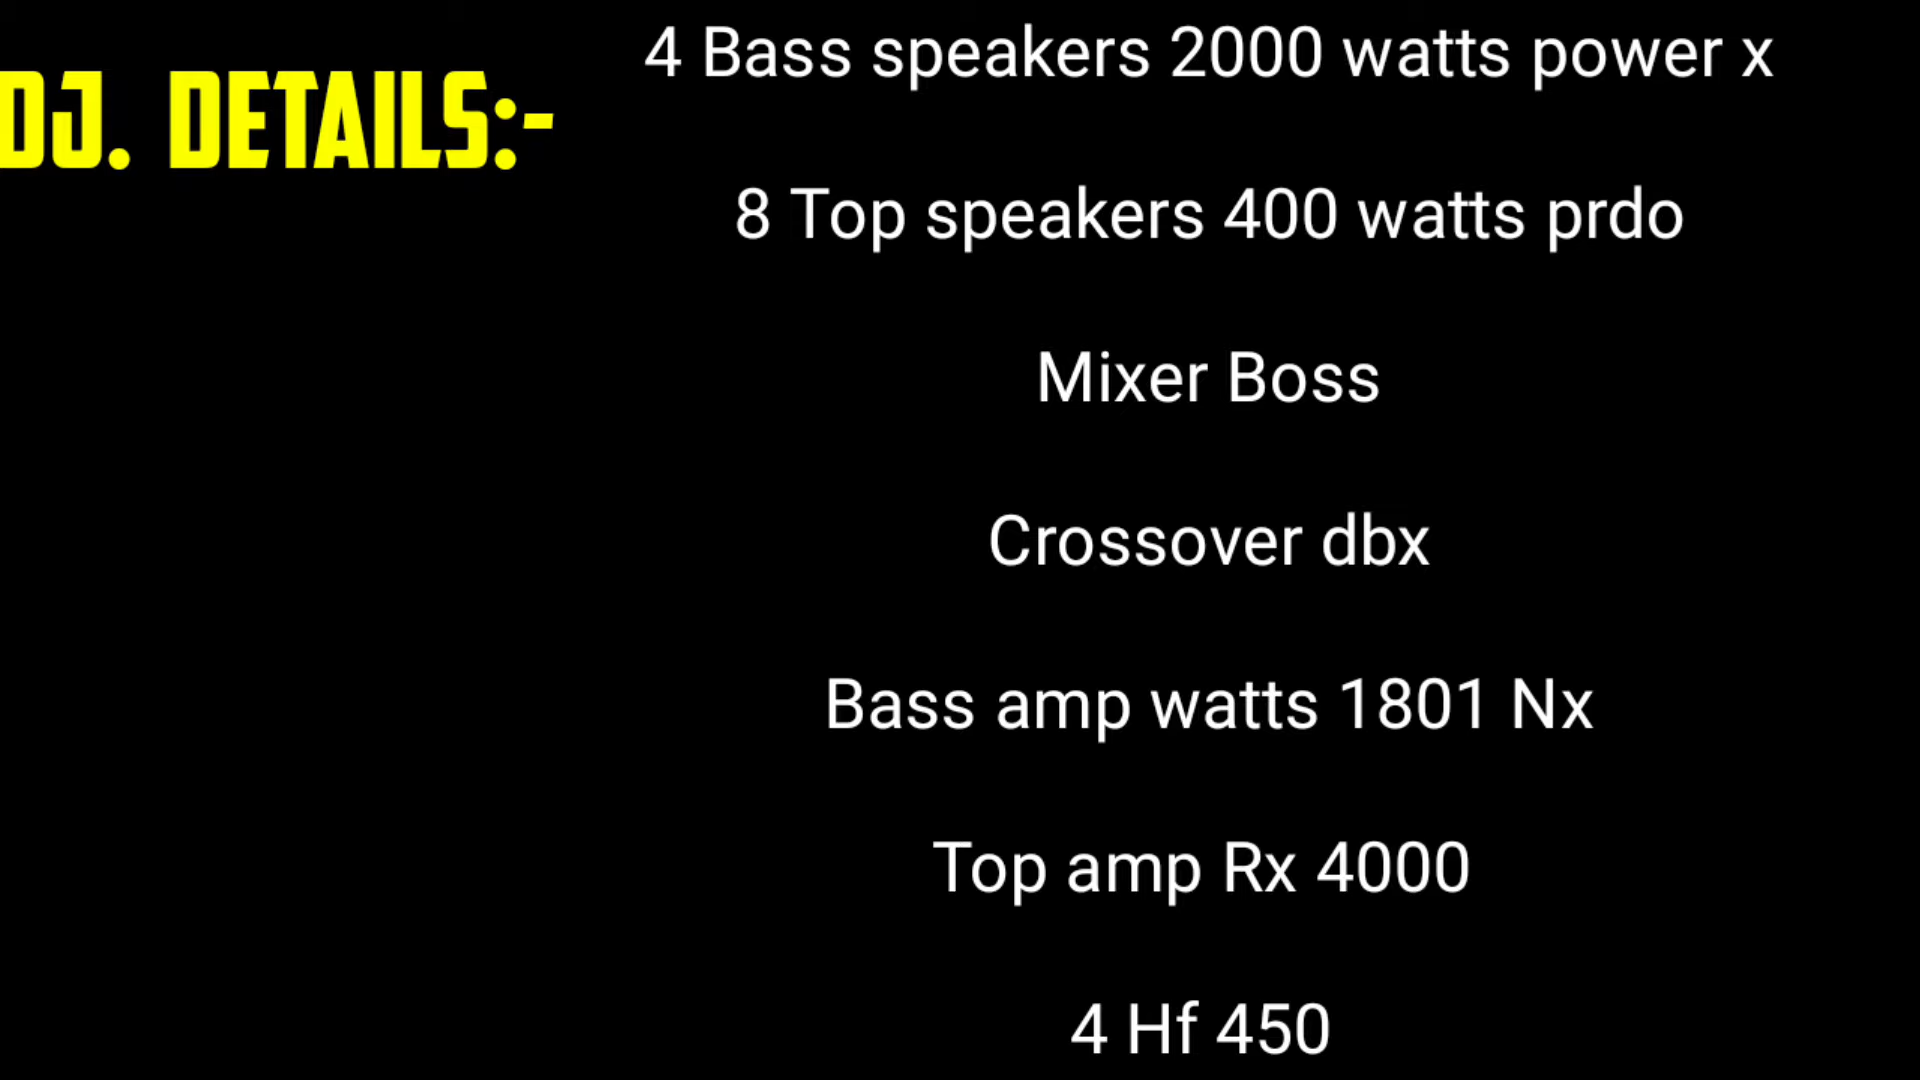 DJ. DETAILS:-
4 Bass speakers 2000 watts power x
8 Top speakers 400 watts prdo
Mixer Boss
Crossover dbx
Bass amp watts 1801 Nx
Top amp Rx 4000
4 Hf 450